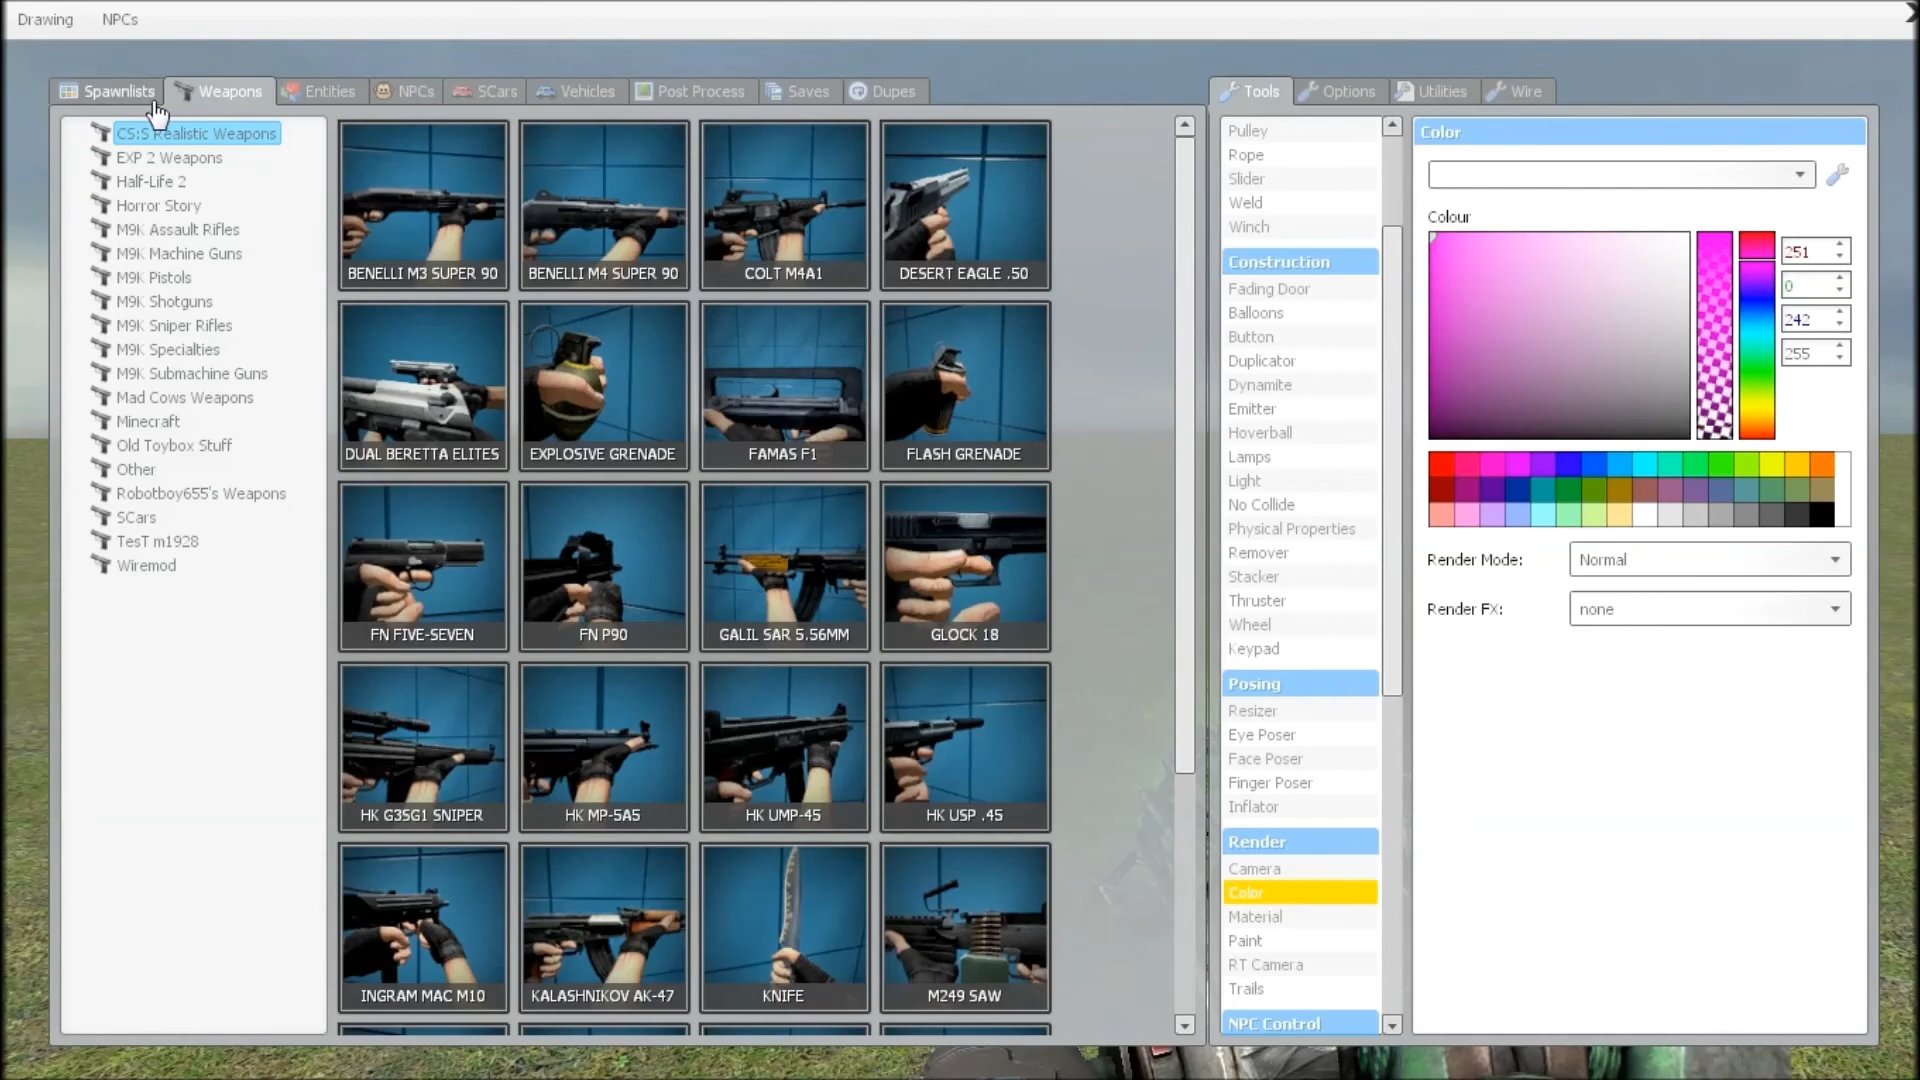 Drawing NPCs
Spawnlists Weapons Entities NPCs SCars Vehicles Post Process Saves Dupes
CS:S Realistic Weapons
EXP 2 Weapons
Half-Life 2
Horror Story
M9K Assault Rifles
M9K Machine Guns
M9K Pistols
M9K Shotguns
M9K Sniper Rifles
M9K Specialties
M9K Submachine Guns
Mad Cows Weapons
Minecraft
Old Toybox Stuff
Other
Robotboy655's Weapons
SCars
TesT m1928
Wiremod
BENELLI M3 SUPER 90 BENELLI M4 SUPER 90 COLT M4A1 DESERT EAGLE .50
DUAL BERETTA ELITES EXPLOSIVE GRENADE FAMAS F1 FLASH GRENADE
FN FIVE-SEVEN FN P90 GALIL SAR 5.56MM GLOCK 18
HK G3SG1 SNIPER HK MP-5A5 HK UMP-45 HK USP .45
INGRAM MAC M10 KALASHNIKOV AK-47 KNIFE M249 SAW
Tools Options Utilities Wire
Pulley
Rope
Slider
Weld
Winch
Construction
Fading Door
Balloons
Button
Duplicator
Dynamite
Emitter
Hoverball
Lamps
Light
No Collide
Physical Properties
Remover
Stacker
Thruster
Wheel
Keypad
Posing
Resizer
Eye Poser
Face Poser
Finger Poser
Inflator
Render
Camera
Color
Material
Paint
RT Camera
Trails
NPC Control
Color
Colour
251
0
242
255
Render Mode: Normal
Render FX: none